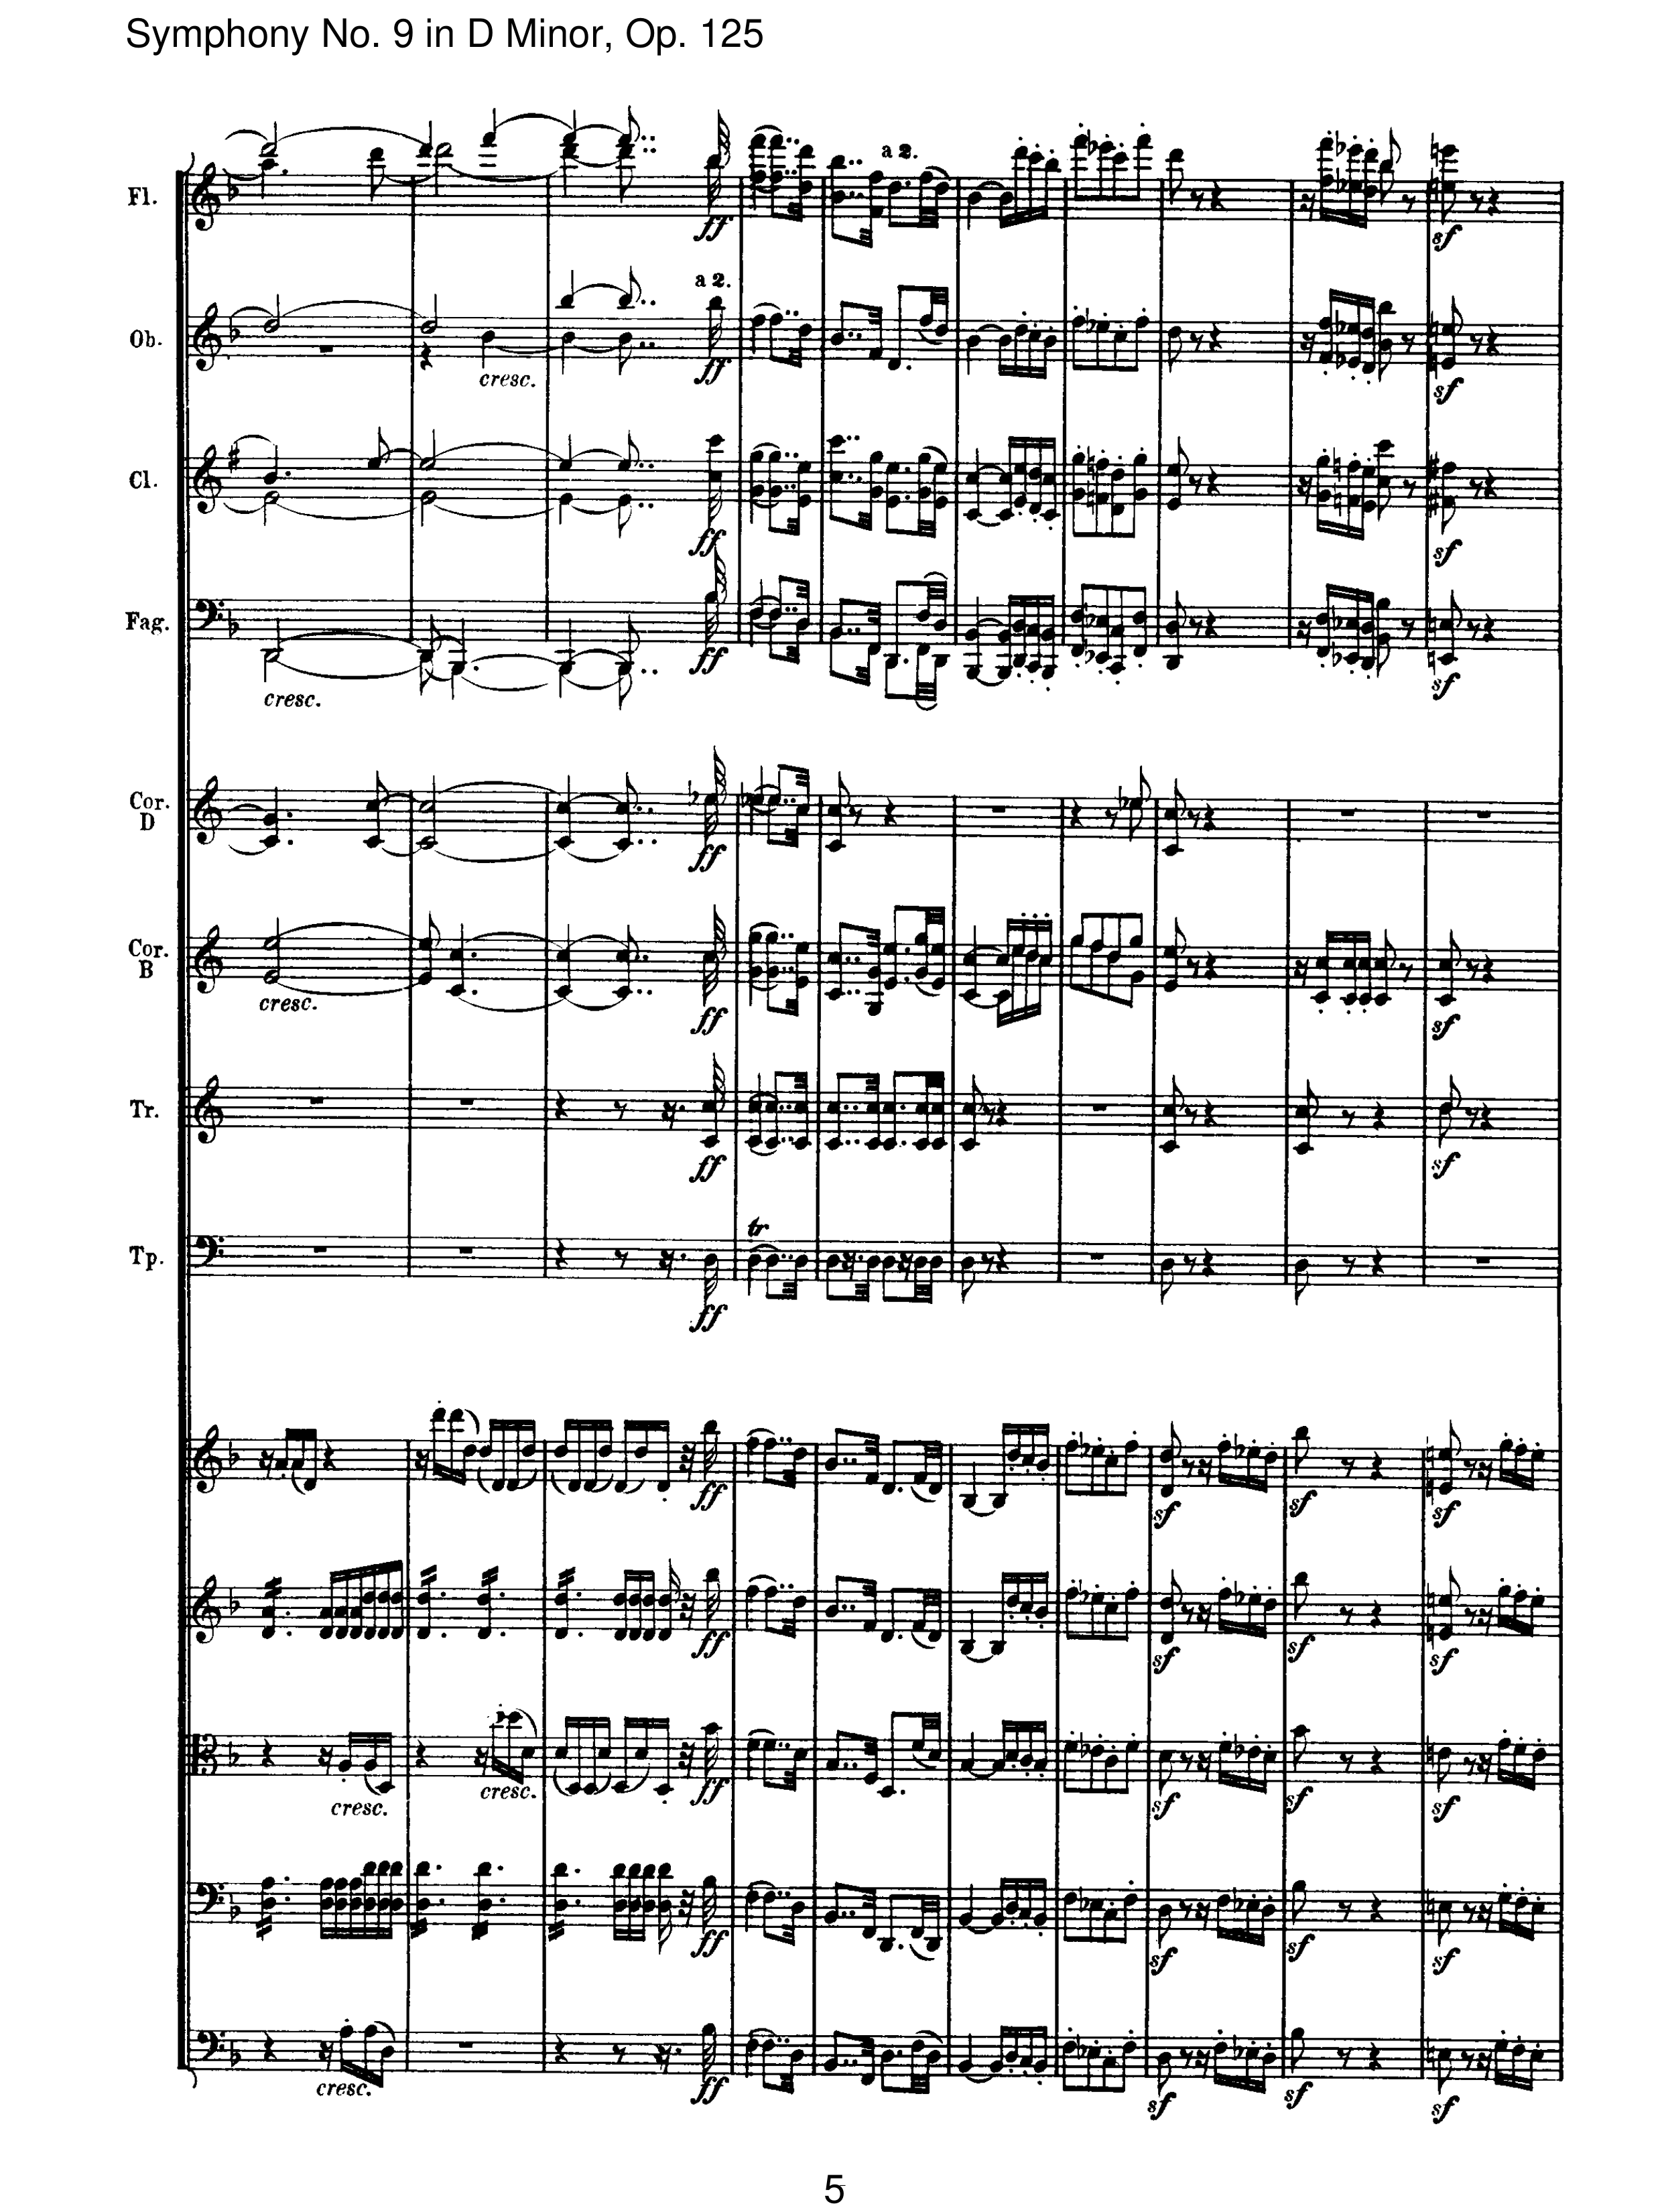 Symphony No. 9 in D Minor, Op. 125
a 2.
Fl.
ff
sf
a 2.
Ob.
cresc.
ff
sf
Cl.
ff
sf
Fag.
cresc.
ff
sf
Cor.
D
ff
Cor.
B
cresc.
ff
sf
Tr.
ff
sf
tr
Tp.
ff
ff
sf
sf
sf
ff
sf
sf
sf
cresc.
cresc.
ff
sf
sf
sf
ff
sf
sf
sf
cresc.
ff
sf
sf
sf
5